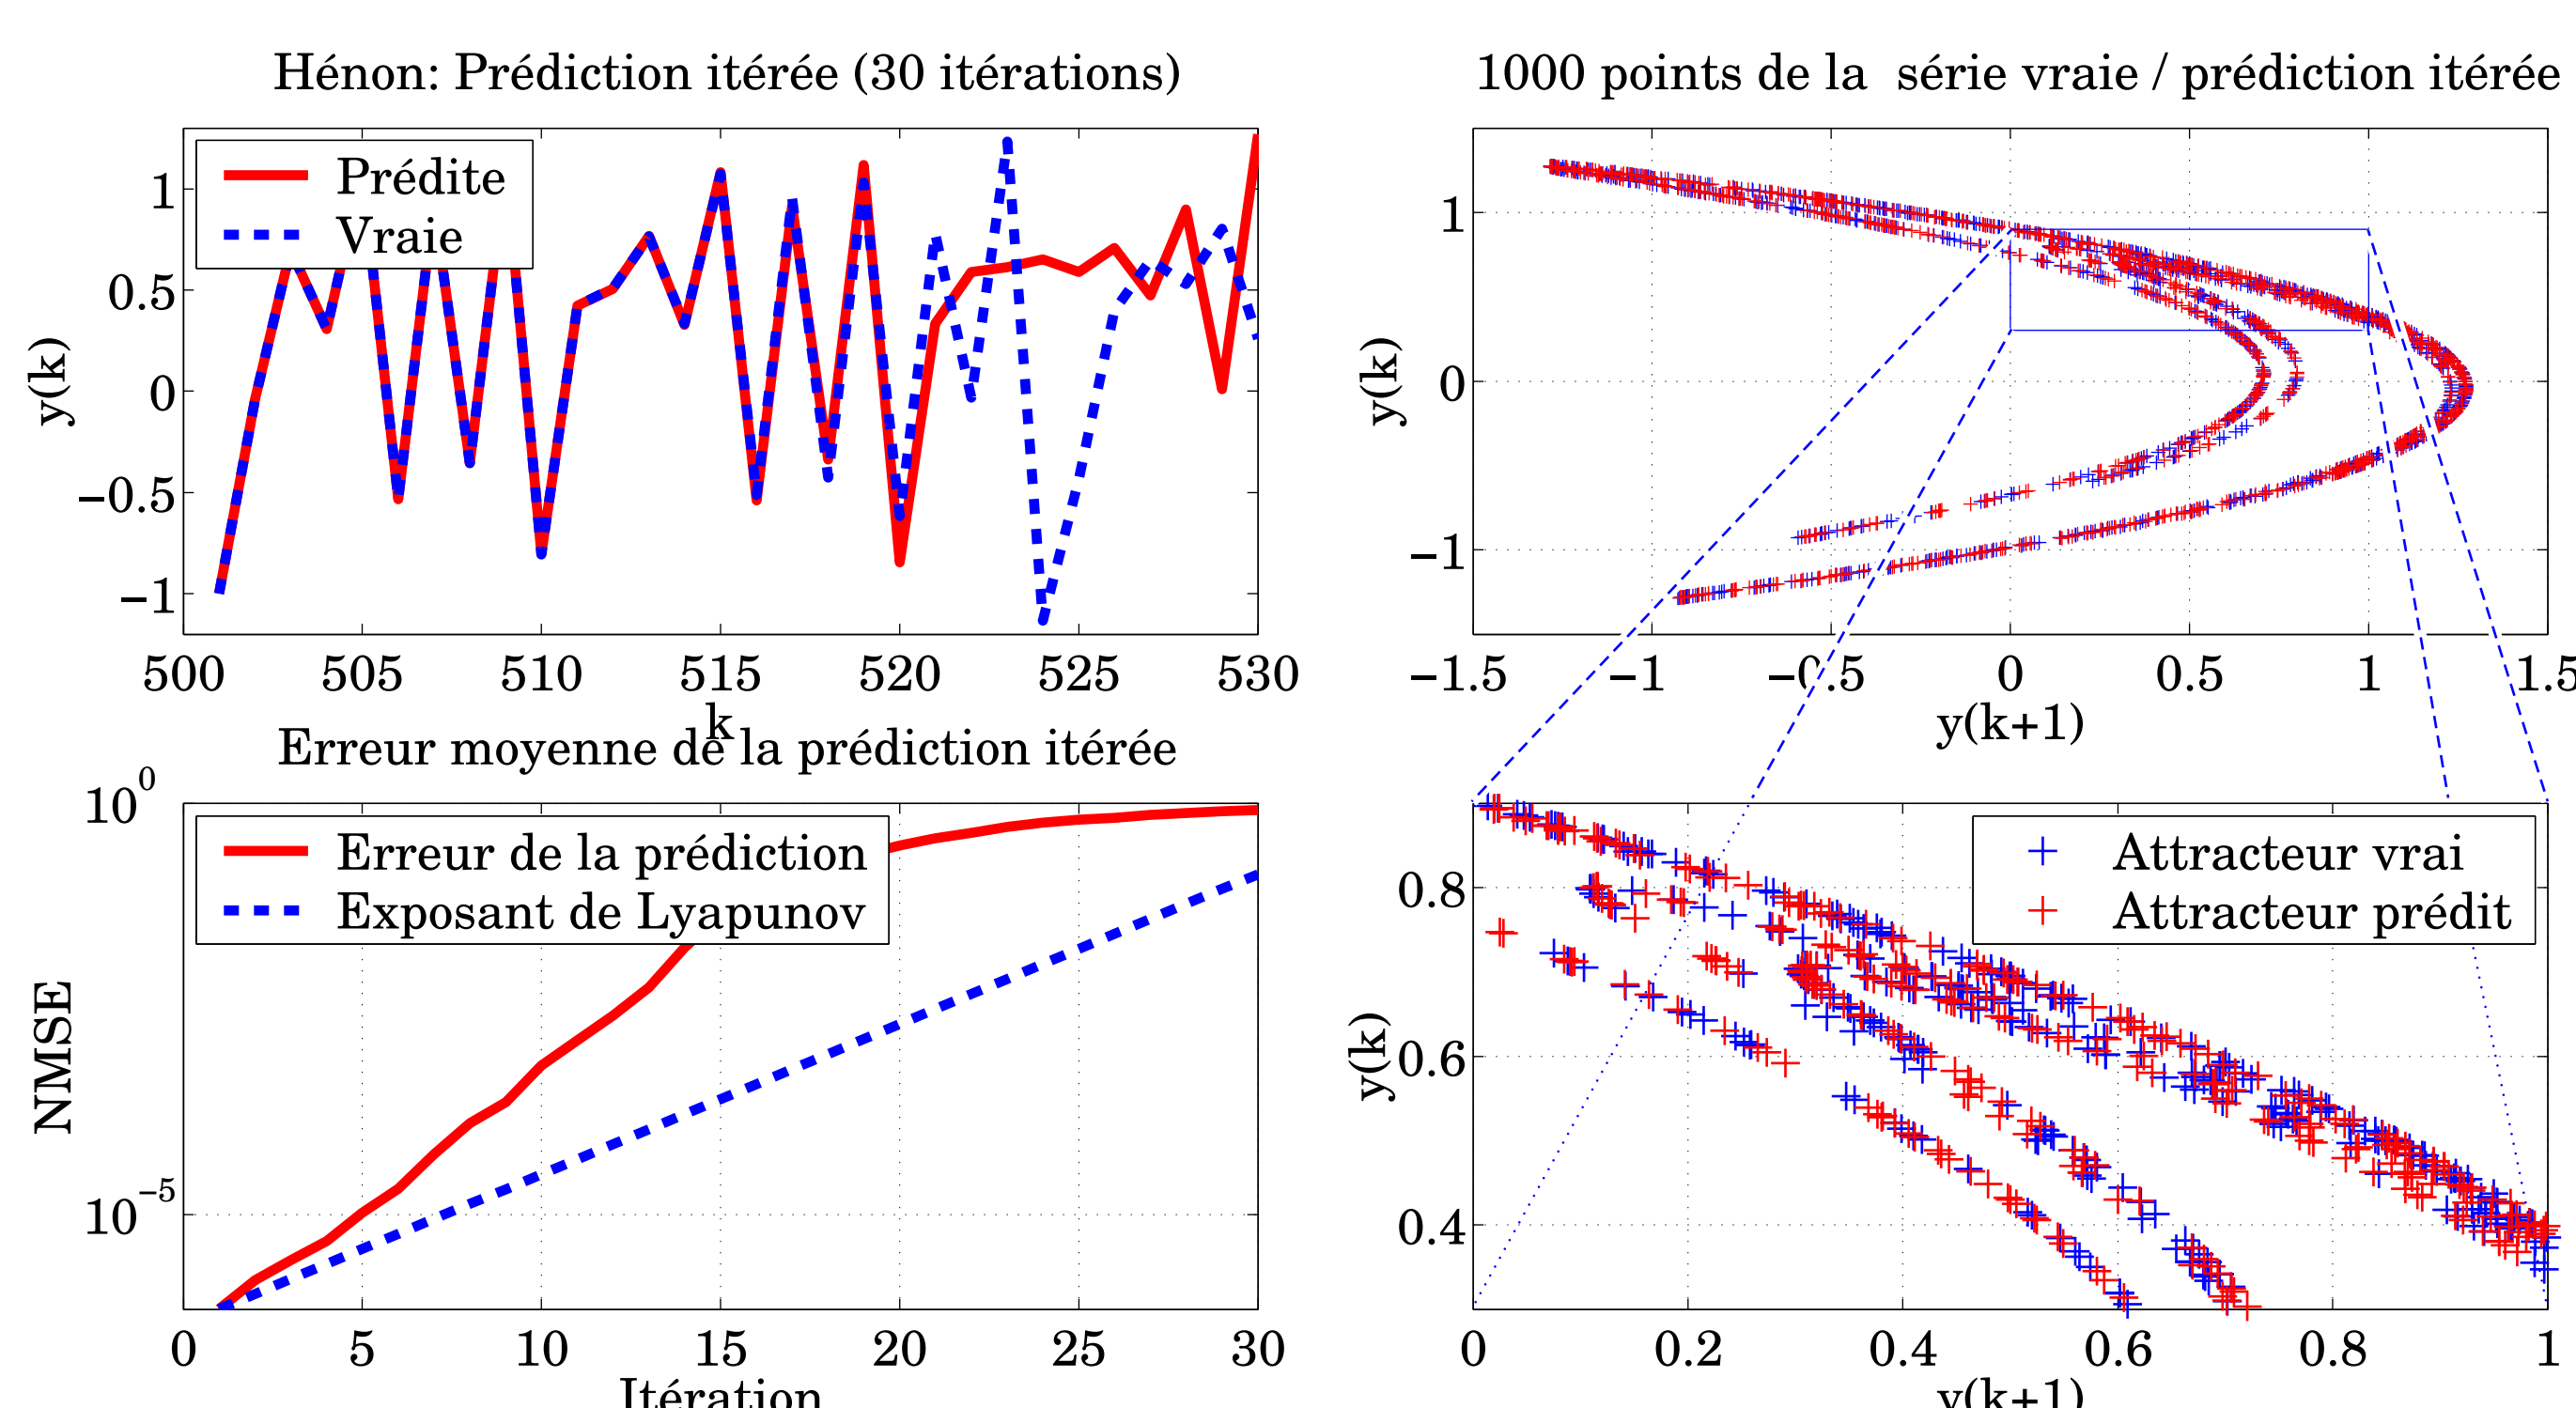 Hénon: Prédiction itérée (30 itérations)
Prédite
Vraie
1
0.5
0
−0.5
−1
y(k)
500 505 510 515 520 525 530
k
1000 points de la série vraie / prédiction itérée
1
0
−1
y(k)
−1.5 −1 −0.5 0 0.5 1 1.5
y(k+1)
Erreur moyenne de la prédiction itérée
10^0
10^−5
NMSE
Erreur de la prédiction
Exposant de Lyapunov
0 5 10 15 20 25 30
Itération
Attracteur vrai
Attracteur prédit
0.8
0.6
0.4
y(k)
0 0.2 0.4 0.6 0.8 1
y(k+1)